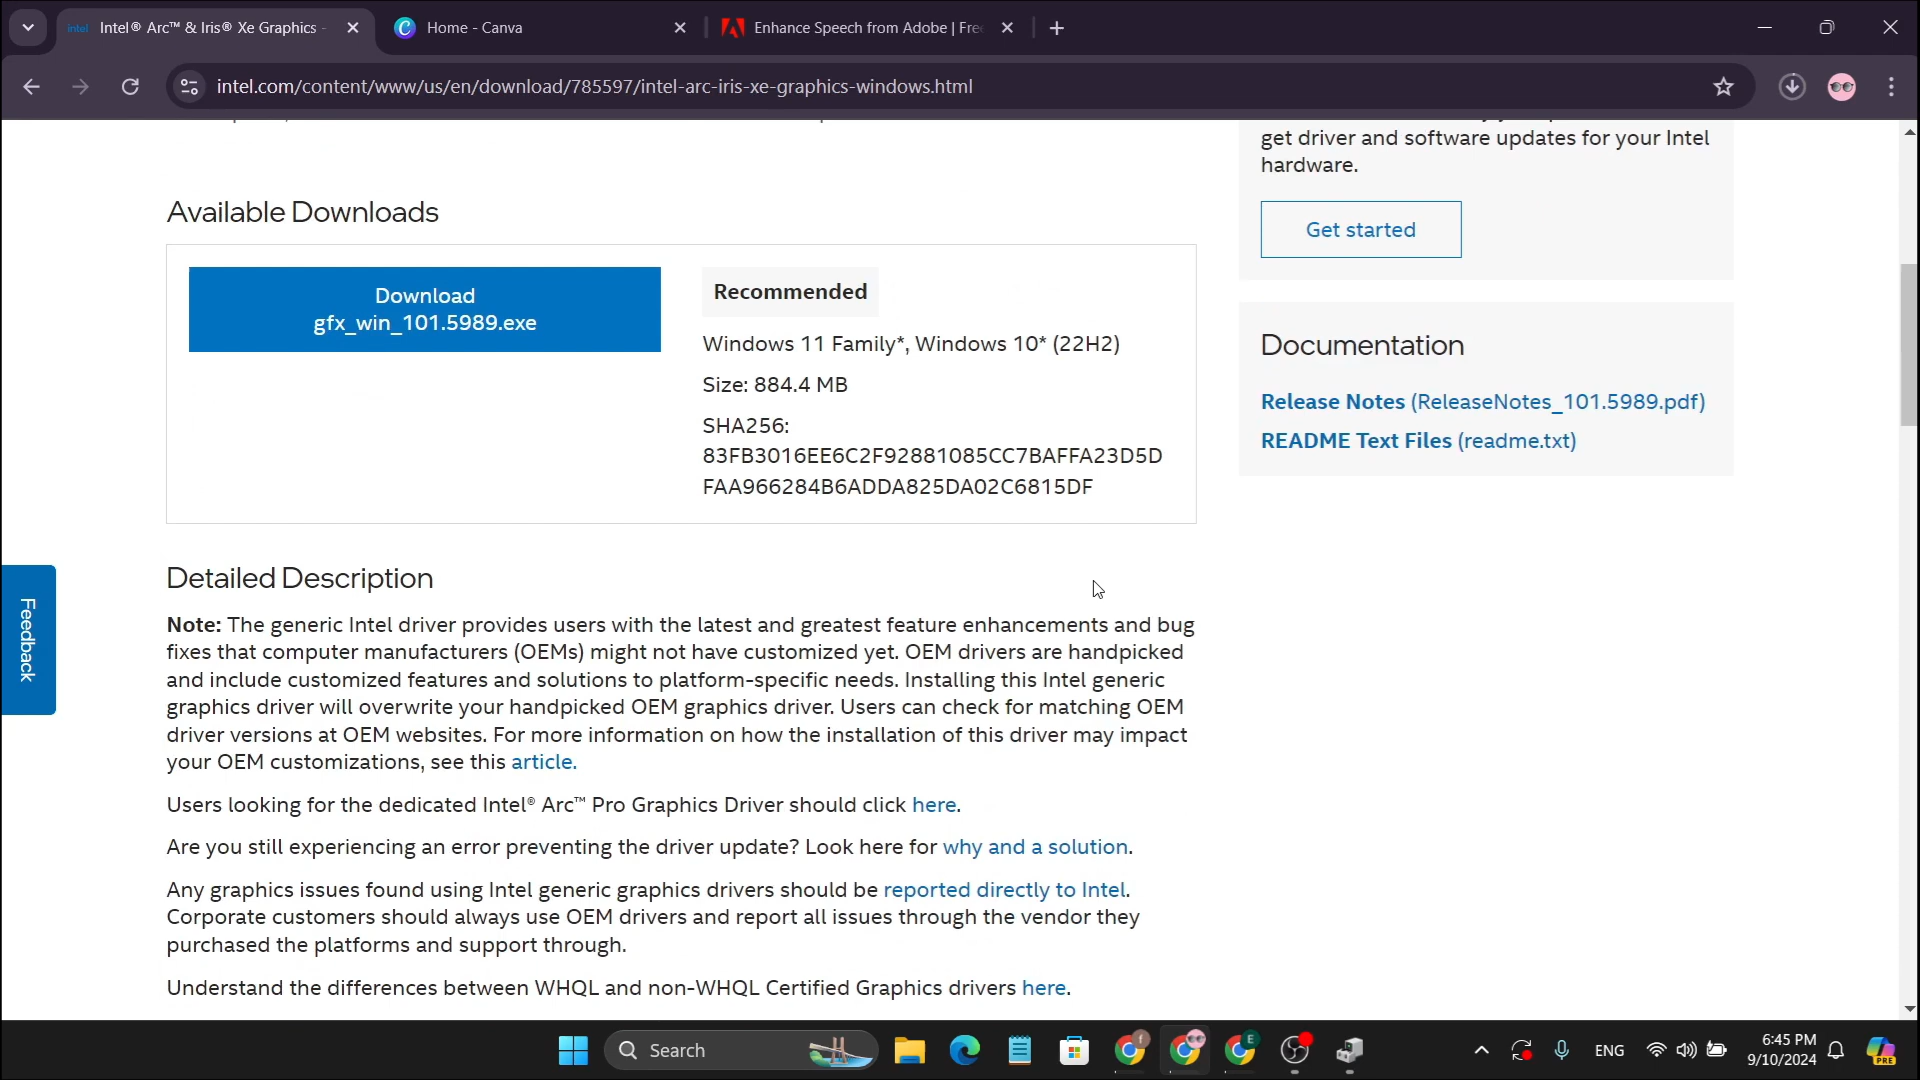 Intel® Arc™ & Iris® Xe Graphics -
Home - Canva
Enhance Speech from Adobe | Free
intel.com/content/www/us/en/download/785597/intel-arc-iris-xe-graphics-windows.html
get driver and software updates for your Intel
hardware.
Get started
Available Downloads
Download
gfx_win_101.5989.exe
Recommended
Windows 11 Family*, Windows 10* (22H2)
Size: 884.4 MB
SHA256:
83FB3016EE6C2F92881085CC7BAFFA23D5D
FAA966284B6ADDA825DA02C6815DF
Documentation
Release Notes (ReleaseNotes_101.5989.pdf)
README Text Files (readme.txt)
Feedback
Detailed Description
Note: The generic Intel driver provides users with the latest and greatest feature enhancements and bug
fixes that computer manufacturers (OEMs) might not have customized yet. OEM drivers are handpicked
and include customized features and solutions to platform-specific needs. Installing this Intel generic
graphics driver will overwrite your handpicked OEM graphics driver. Users can check for matching OEM
driver versions at OEM websites. For more information on how the installation of this driver may impact
your OEM customizations, see this article.
Users looking for the dedicated Intel® Arc™ Pro Graphics Driver should click here.
Are you still experiencing an error preventing the driver update? Look here for why and a solution.
Any graphics issues found using Intel generic graphics drivers should be reported directly to Intel.
Corporate customers should always use OEM drivers and report all issues through the vendor they
purchased the platforms and support through.
Understand the differences between WHQL and non-WHQL Certified Graphics drivers here.
Search
ENG
6:45 PM
9/10/2024